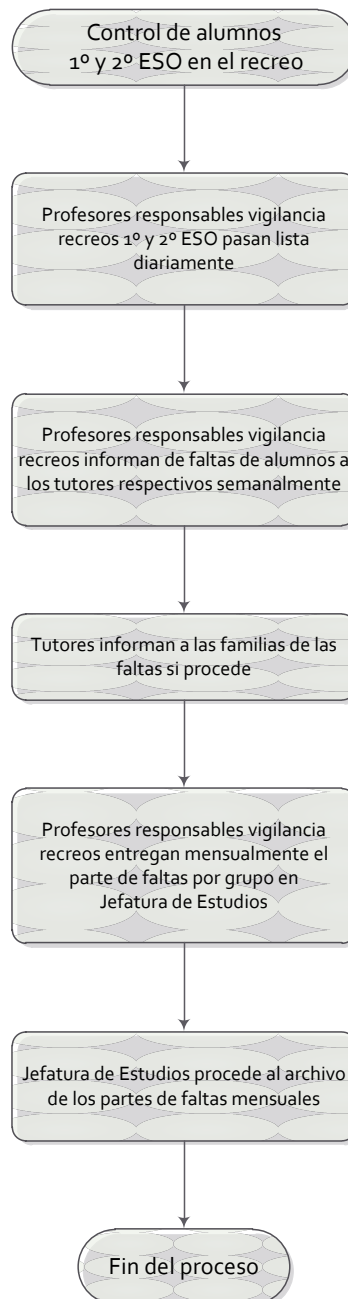 Control de alumnos
1º y 2º ESO en el recreo
Profesores responsables vigilancia
recreos 1º y 2º ESO pasan lista
diariamente
Profesores responsables vigilancia
recreos informan de faltas de alumnos a
los tutores respectivos semanalmente
Tutores informan a las familias de las
faltas si procede
Profesores responsables vigilancia
recreos entregan mensualmente el
parte de faltas por grupo en
Jefatura de Estudios
Jefatura de Estudios procede al archivo
de los partes de faltas mensuales
Fin del proceso